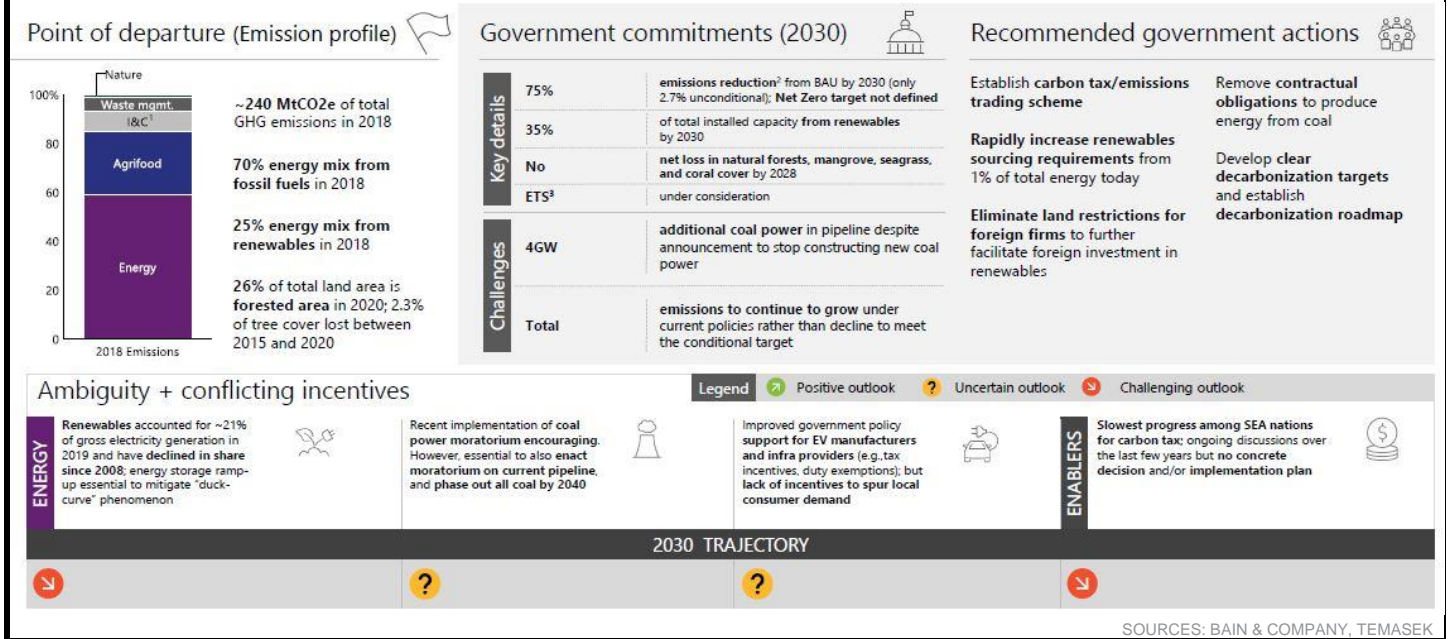 Point of departure (Emission profile)
Nature
100%
80
60
40
20
0
Waste mgmt.
I&C¹
Agrifood
Energy
2018 Emissions
~240 MtCO2e of total
GHG emissions in 2018
70% energy mix from
fossil fuels in 2018
25% energy mix from
renewables in 2018
26% of total land area is
forested area in 2020; 2.3%
of tree cover lost between
2015 and 2020
Government commitments (2030)
Key details
75%
emissions reduction² from BAU by 2030 (only
2.7% unconditional); Net Zero target not defined
35%
of total installed capacity from renewables
by 2030
No
net loss in natural forests, mangrove, seagrass,
and coral cover by 2028
ETS³
under consideration
Challenges
4GW
additional coal power in pipeline despite
announcement to stop constructing new coal
power
Total
emissions to continue to grow under
current policies rather than decline to meet
the conditional target
Recommended government actions
Establish carbon tax/emissions
trading scheme
Rapidly increase renewables
sourcing requirements from
1% of total energy today
Eliminate land restrictions for
foreign firms to further
facilitate foreign investment in
renewables
Remove contractual
obligations to produce
energy from coal
Develop clear
decarbonization targets
and establish
decarbonization roadmap
Ambiguity + conflicting incentives
Legend
Positive outlook
? Uncertain outlook
Challenging outlook
ENERGY
Renewables accounted for ~21%
of gross electricity generation in
2019 and have declined in share
since 2008; energy storage ramp-
up essential to mitigate "duck-
curve" phenomenon
Recent implementation of coal
power moratorium encouraging.
However, essential to also enact
moratorium on current pipeline,
and phase out all coal by 2040
Improved government policy
support for EV manufacturers
and infra providers (e.g.,tax
incentives, duty exemptions); but
lack of incentives to spur local
consumer demand
ENABLERS
Slowest progress among SEA nations
for carbon tax; ongoing discussions over
the last few years but no concrete
decision and/or implementation plan
$
2030 TRAJECTORY
?
?
SOURCES: BAIN & COMPANY, TEMASEK